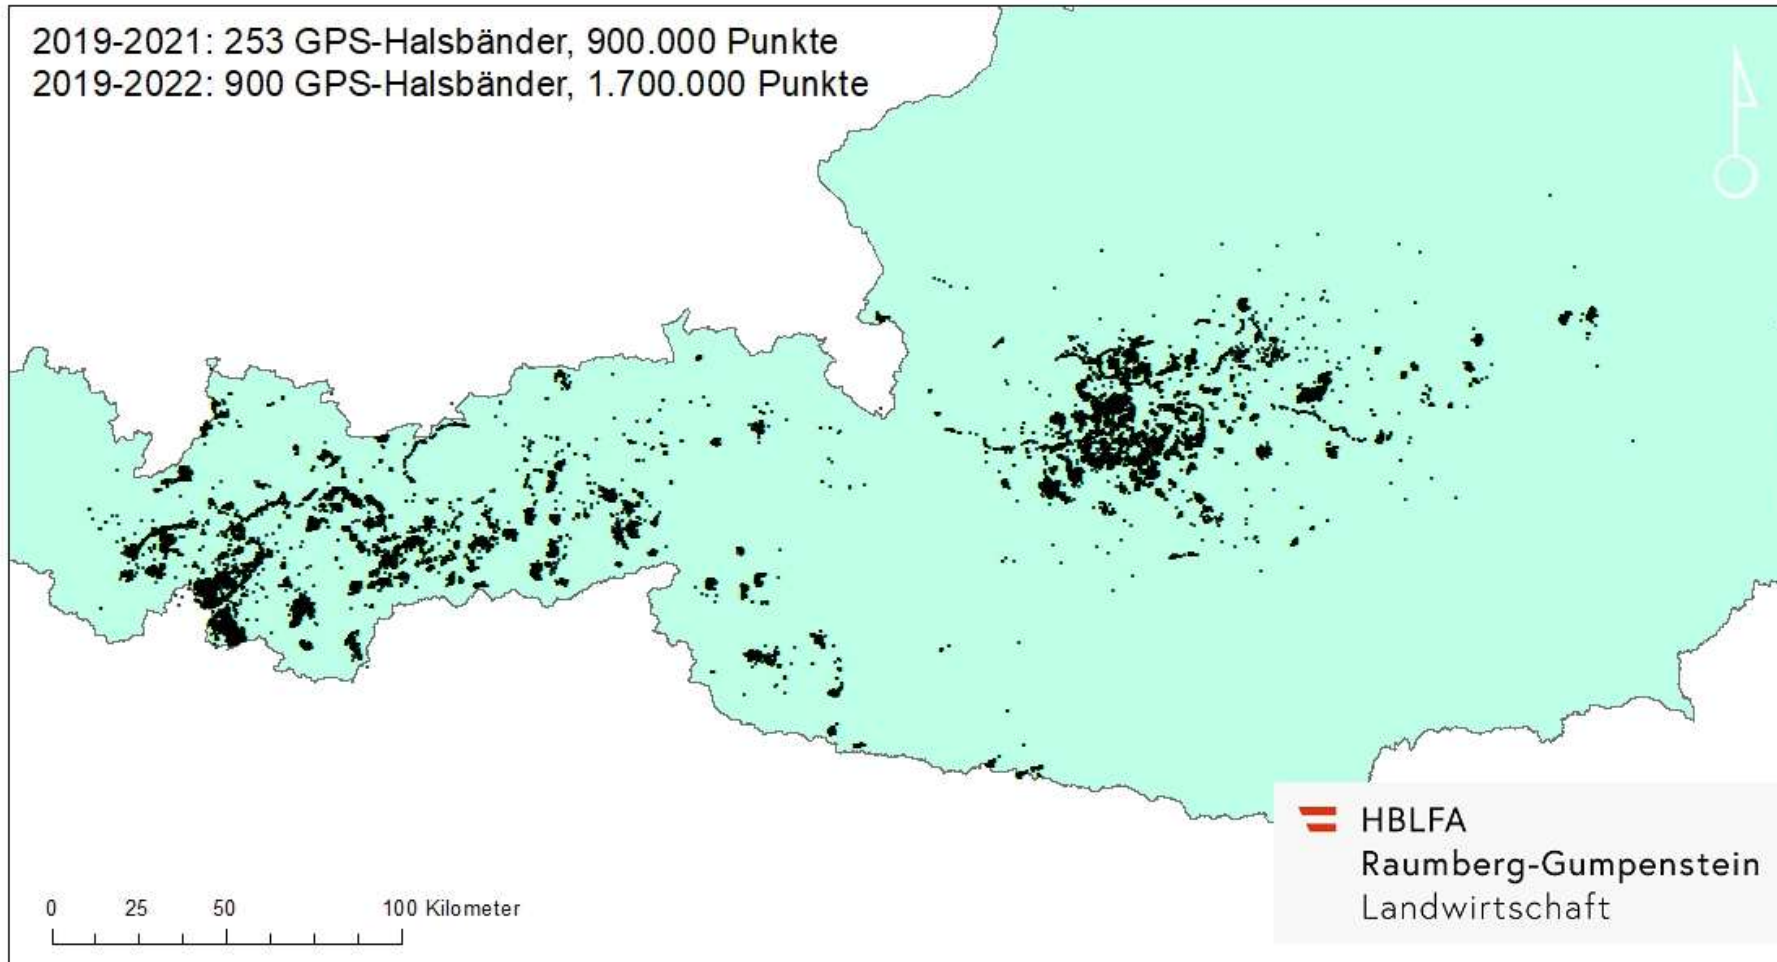 2019-2021: 253 GPS-Halsbänder, 900.000 Punkte
2019-2022: 900 GPS-Halsbänder, 1.700.000 Punkte
0 25 50 100 Kilometer
HBLFA
Raumberg-Gumpenstein
Landwirtschaft